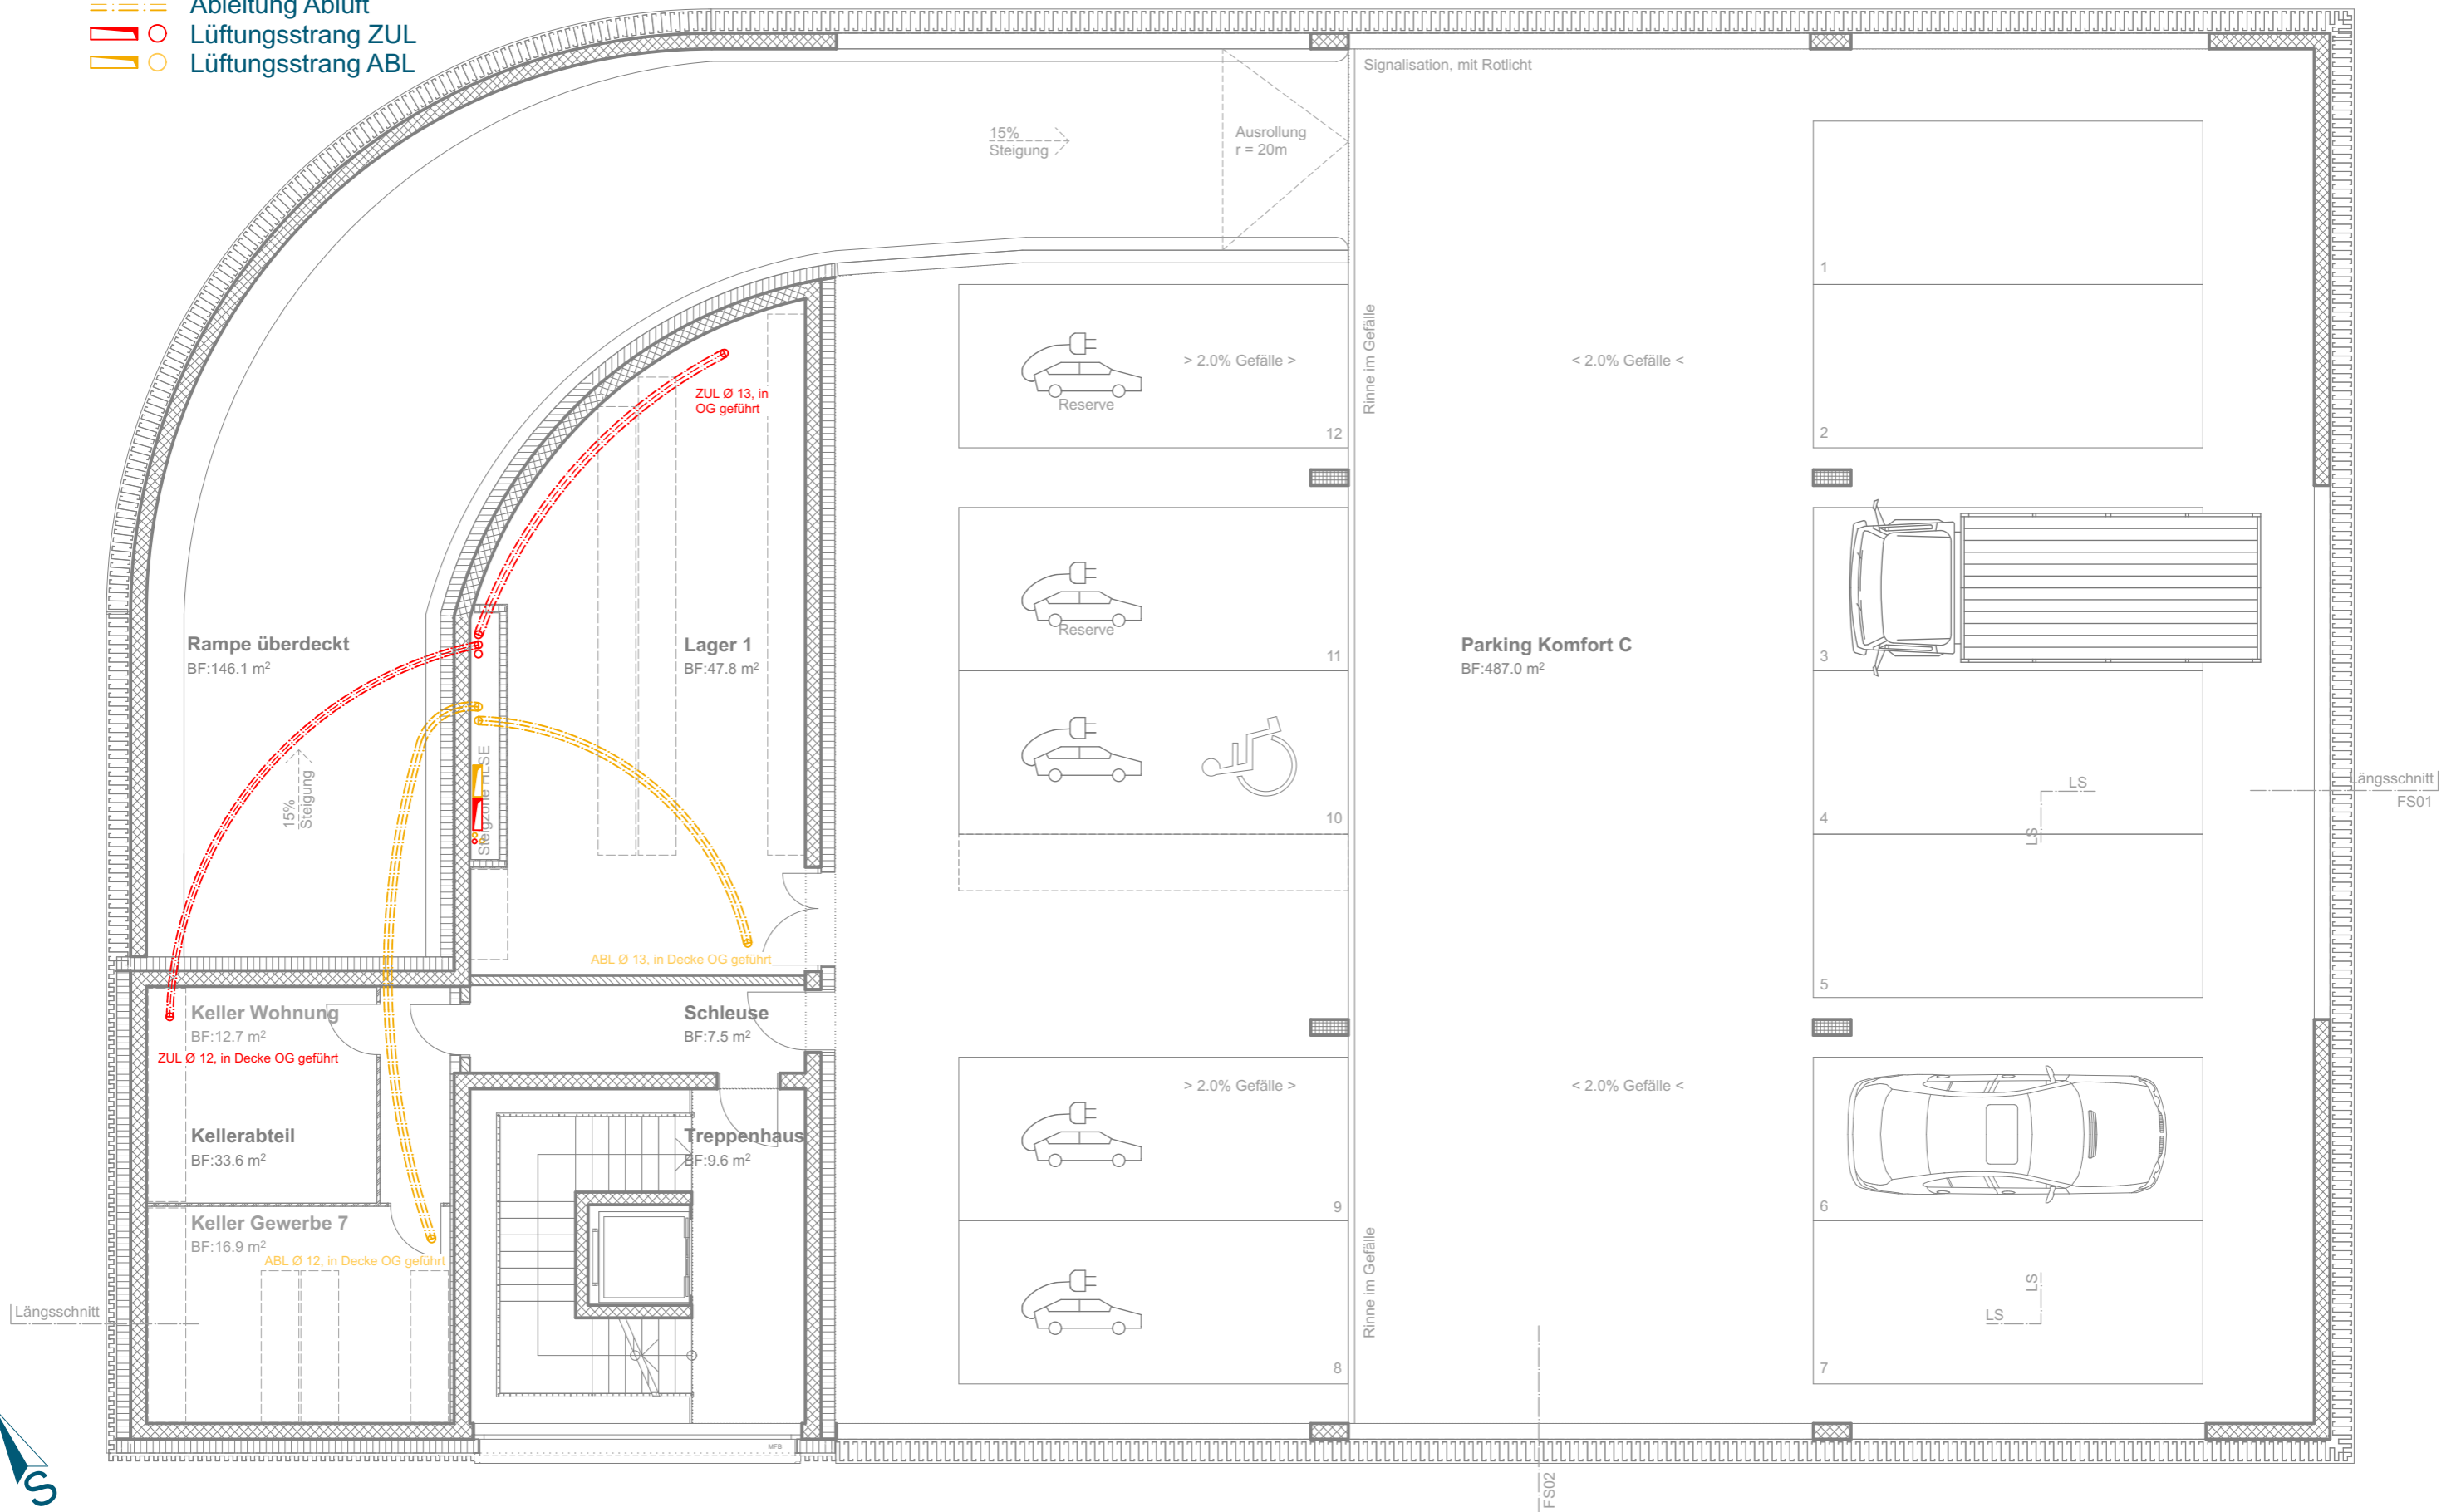 Ableitung Abluft
Lüftungsstrang ZUL
Lüftungsstrang ABL
Signalisation, mit Rotlicht
15%
Steigung
Ausrollung
r = 20m
1
Rinne im Gefälle
> 2.0% Gefälle >
< 2.0% Gefälle <
ZUL Ø 13, in
OG geführt
Reserve
12
2
Rampe überdeckt
BF:146.1 m²
Lager 1
BF:47.8 m²
Reserve
11
Parking Komfort C
BF:487.0 m²
3
Steigzone HLSE
15%
Steigung
10
4
LS
LS
Längsschnitt
FS01
ABL Ø 13, in Decke OG geführt
5
Keller Wohnung
BF:12.7 m²
ZUL Ø 12, in Decke OG geführt
Schleuse
BF:7.5 m²
> 2.0% Gefälle >
< 2.0% Gefälle <
Kellerabteil
BF:33.6 m²
Treppenhaus
BF:9.6 m²
9
6
Keller Gewerbe 7
BF:16.9 m²
ABL Ø 12, in Decke OG geführt
Rinne im Gefälle
LS
LS
Längsschnitt
8
7
MFB
FS02
S